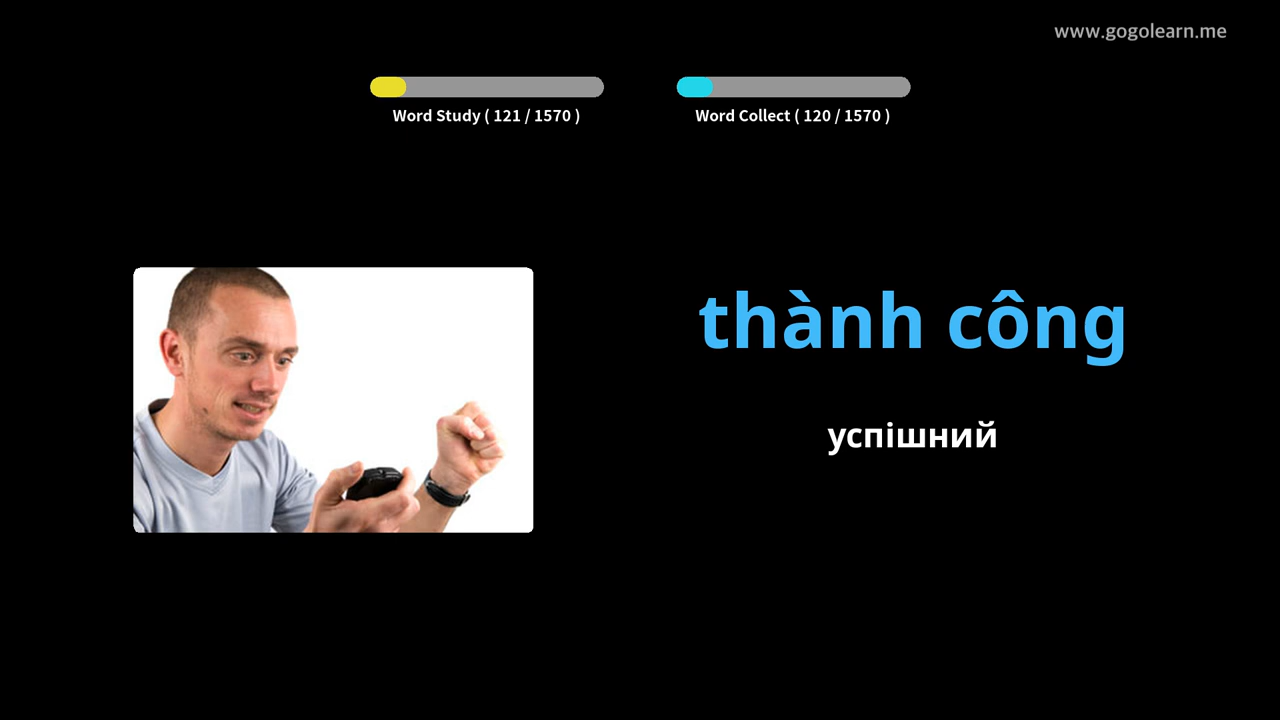 www.gogolearn.me
Word Study ( 121 / 1570 )
Word Collect ( 120 / 1570 )
thành công
успішний